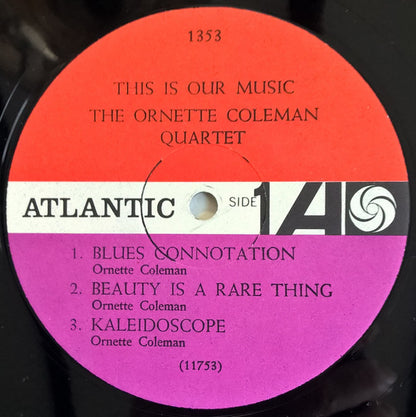 1353
THIS IS OUR MUSIC
THE ORNETTE COLEMAN
QUARTET
ATLANTIC SIDE 1 A
1. BLUES CONNOTATION
Ornette Coleman
2. BEAUTY IS A RARE THING
Ornette Coleman
3. KALEIDOSCOPE
Ornette Coleman
(11753)